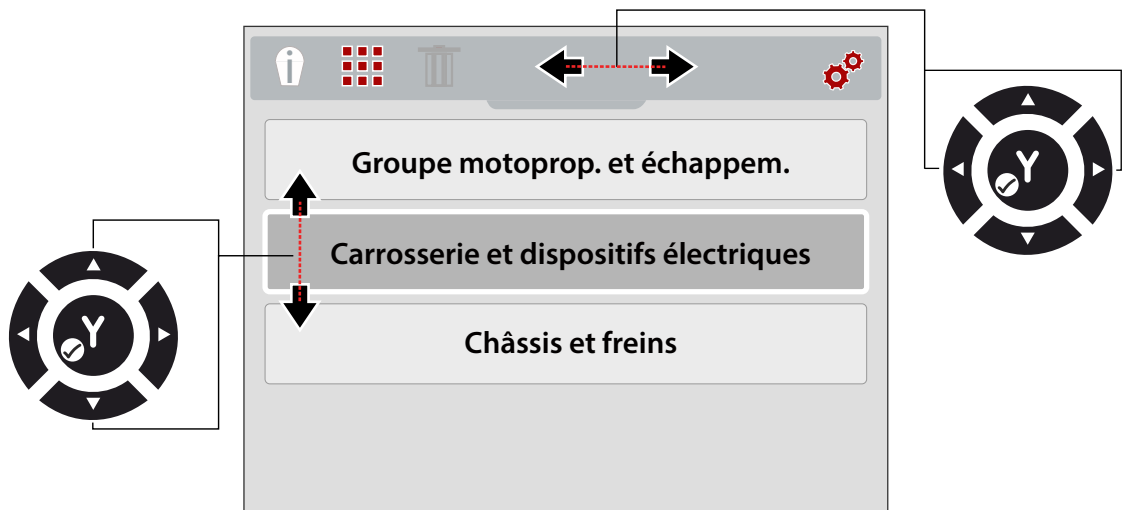 Groupe motoprop. et échappem.
Carrosserie et dispositifs électriques
Châssis et freins
Y
Y